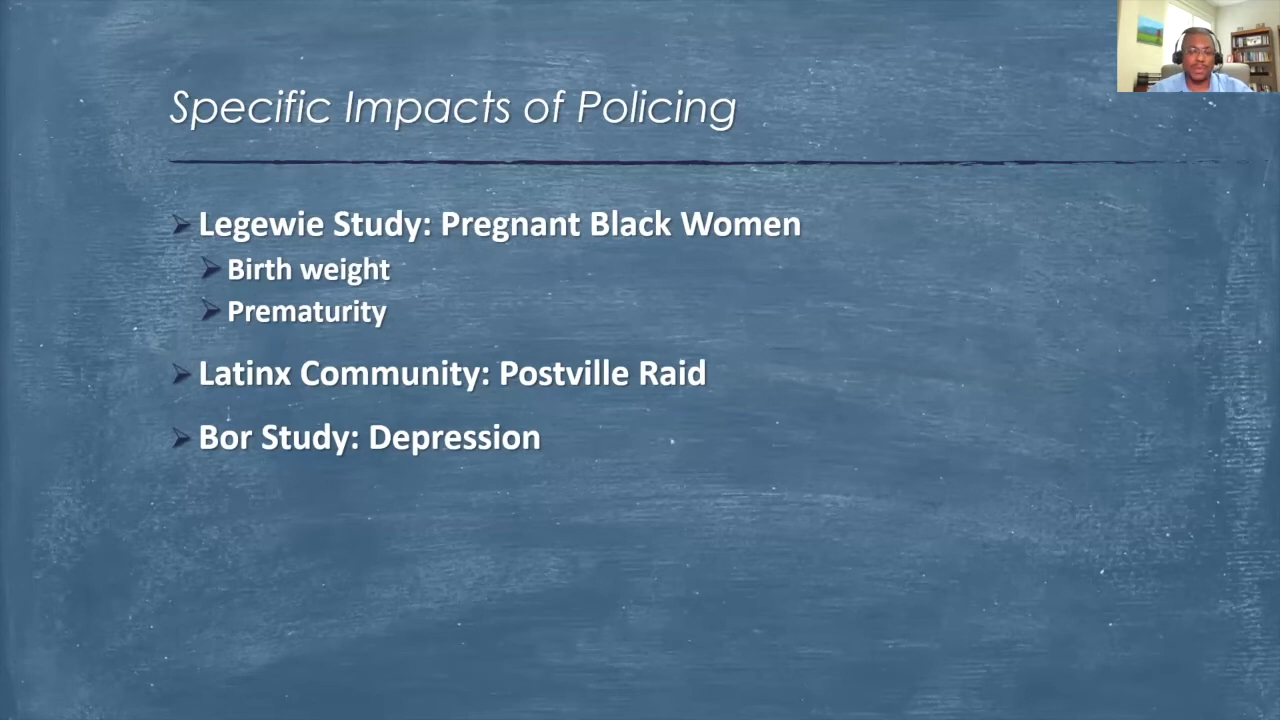 Specific Impacts of Policing
Legewie Study: Pregnant Black Women
Birth weight
Prematurity
Latinx Community: Postville Raid
Bor Study: Depression